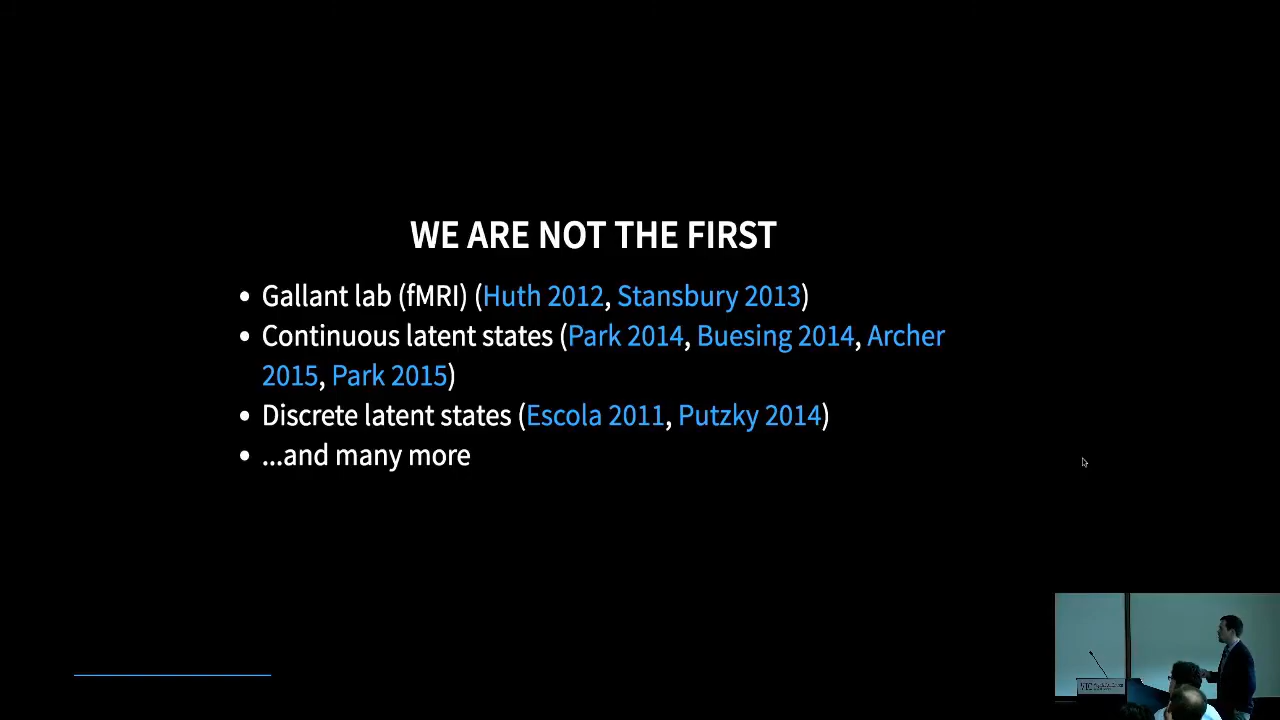 WE ARE NOT THE FIRST
• Gallant lab (fMRI) (Huth 2012, Stansbury 2013)
• Continuous latent states (Park 2014, Buesing 2014, Archer
2015, Park 2015)
• Discrete latent states (Escola 2011, Putzky 2014)
• ...and many more